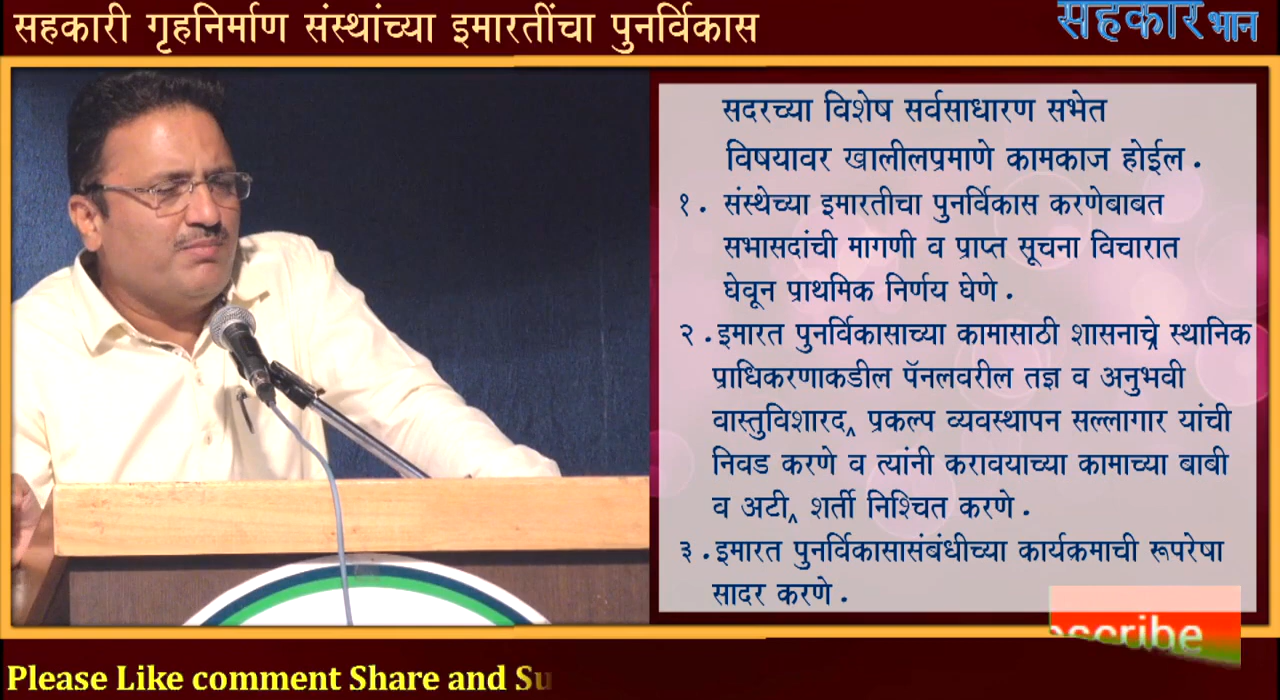 सहकारी गृहनिर्माण संस्थांच्या इमारतींचा पुनर्विकास
सहकार भान
सदरच्या विशेष सर्वसाधारण सभेत
विषयावर खालीलप्रमाणे कामकाज होईल .
१ . संस्थेच्या इमारतीचा पुनर्विकास करणेबाबत
सभासदांची मागणी व प्राप्त सूचना विचारात
घेवून प्राथमिक निर्णय घेणे .
२ . इमारत पुनर्विकासाच्या कामासाठी शासनाच्रे स्थानिक
प्राधिकरणाकडील पॅनलवरील तज्ञ व अनुभवी
वास्तुविशारद^ प्रकल्प व्यवस्थापन सल्लागार यांची
निवड करणे व त्यांनी करावयाच्या कामाच्या बाबी
व अटी^ शर्ती निश्चित करणे .
३ . इमारत पुनर्विकासासंबंधीच्या कार्यक्रमाची रूपरेषा
सादर करणे .
scribe
Please Like comment Share and Su